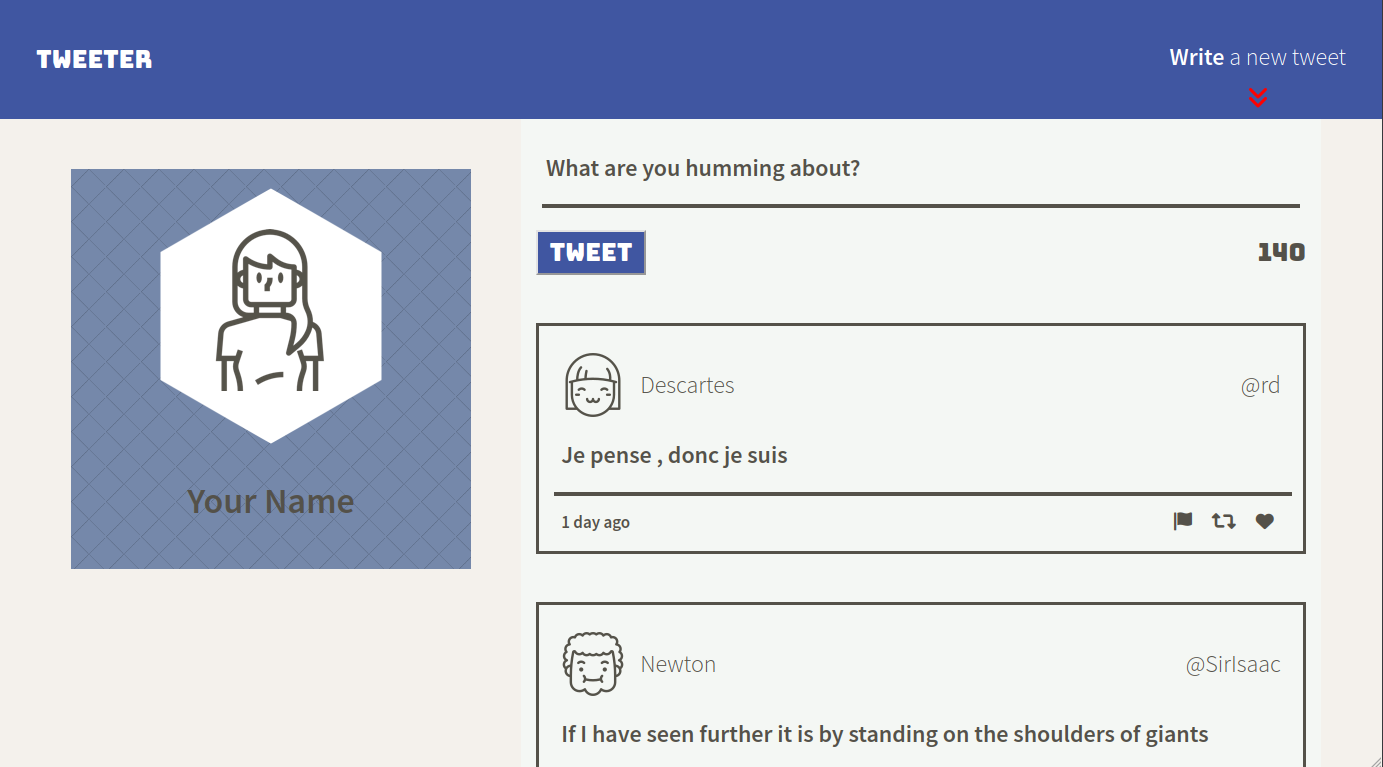 TWEETER
Write a new tweet
Your Name
What are you humming about?
TWEET
140
Descartes
@rd
Je pense , donc je suis
1 day ago
Newton
@SirIsaac
If I have seen further it is by standing on the shoulders of giants